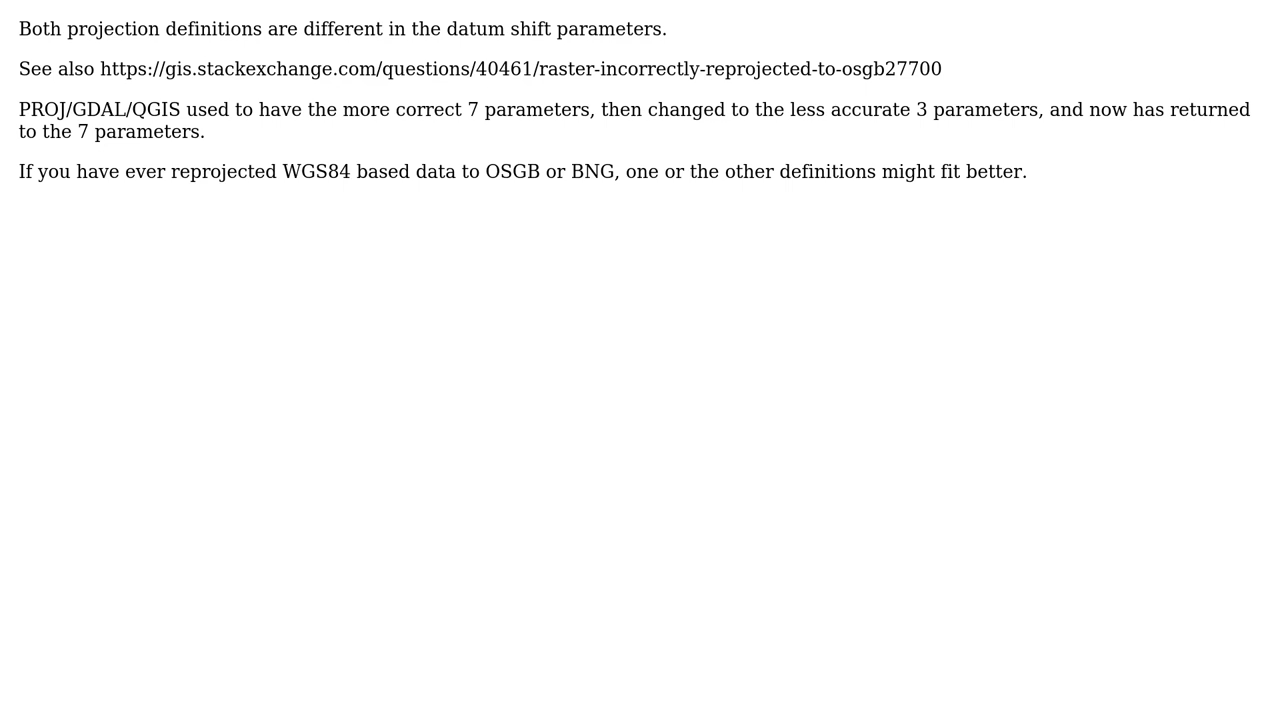 Both projection definitions are different in the datum shift parameters.
See also https://gis.stackexchange.com/questions/40461/raster-incorrectly-reprojected-to-osgb27700
PROJ/GDAL/QGIS used to have the more correct 7 parameters, then changed to the less accurate 3 parameters, and now has returned
to the 7 parameters.
If you have ever reprojected WGS84 based data to OSGB or BNG, one or the other definitions might fit better.